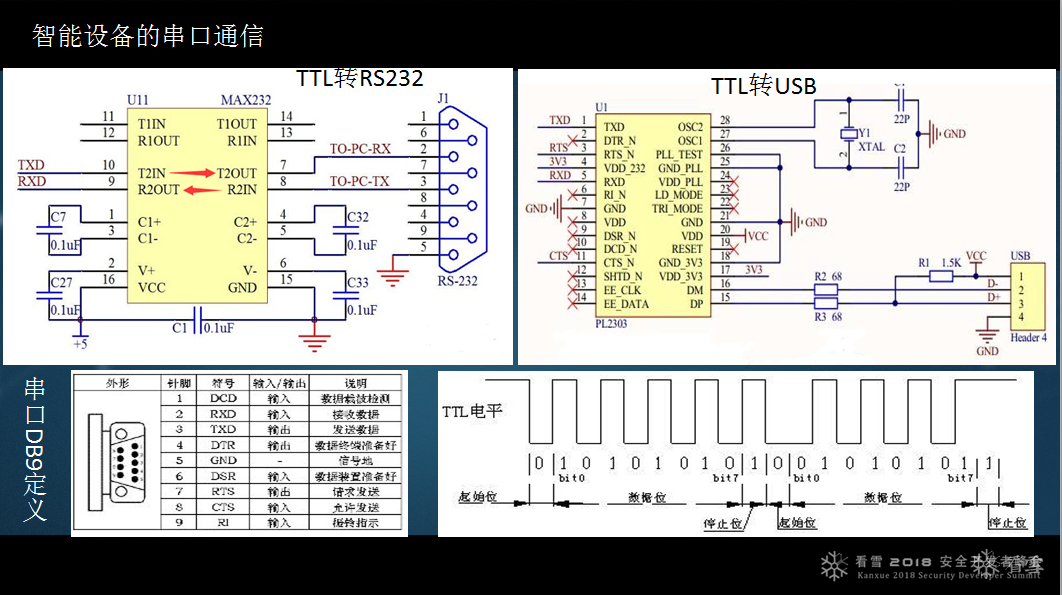 智能设备的串口通信
TTL转RS232
U11 MAX232
11 T1IN T1OUT 14
12 R1OUT R1IN 13
TXD 10 T2IN T2OUT 7 TO-PC-RX
RXD 9 R2OUT R2IN 8 TO-PC-TX
1 C1+ C2+ 4
3 C1- C2- 5
2 V+ V- 6
16 VCC GND 15
C7
0.1uF
C27
0.1uF
C32
0.1uF
C33
0.1uF
C1 0.1uF
+5
J1
1
6
2
7
3
8
4
9
5
RS-232
TTL转USB
U1
TXD 1 TXD OSC2 28
2 DTR_N OSC1 27
RTS 3 RTS_N PLL_TEST 26
3V3 4 VDD_232 GND_PLL 25
RXD 5 RXD VDD_PLL 24
6 RI_N LD_MODE 23
GND 7 GND TRI_MODE 22
8 VDD GND 21
9 DSR_N VDD 20 VCC
10 DCD_N RESET 19
CTS 11 CTS_N GND_3V3 18
12 SHTD_N VDD_3V3 17 3V3
13 EE_CLK DM 16
14 EE_DATA DP 15
PL2303
22P
1
Y1
XTAL
2
C2
22P
GND
GND
R1 1.5K
VCC
R2 68
R3 68
D-
D+
USB
1
2
3
4
GND
Header 4
串口DB9定义
外形 针脚 符号 输入/输出 说明
1 DCD 输入 数据载波检测
2 RXD 输入 接收数据
3 TXD 输出 发送数据
4 DTR 输出 数据终端准备好
5 GND - 信号地
6 DSR 输入 数据装置准备好
7 RTS 输出 请求发送
8 CTS 输入 允许发送
9 RI 输入 振铃指示
TTL电平
0 1 0 1 0 1 0 1 0 1 0 0 1 0 1 0 1 0 1 1
bit0 bit7 bit0 bit7
起始位 数据位 数据位
停止位 起始位 停止位
看雪 2018 安全开发者峰会
Kanxue 2018 Security Developer Summit
看雪